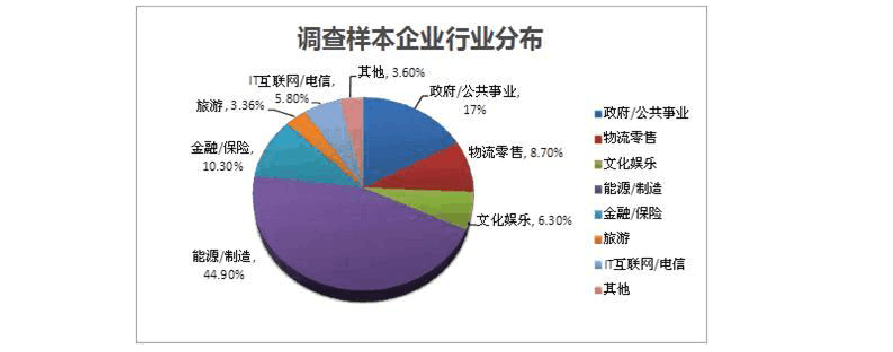 调查样本企业行业分布
其他, 3.60%
IT互联网/电信,
5.80%
政府/公共事业,
17%
旅游, 3.36%
金融/保险,
10.30%
物流零售, 8.70%
文化娱乐, 6.30%
能源/制造,
44.90%
政府/公共事业
物流零售
文化娱乐
能源/制造
金融/保险
旅游
IT互联网/电信
其他